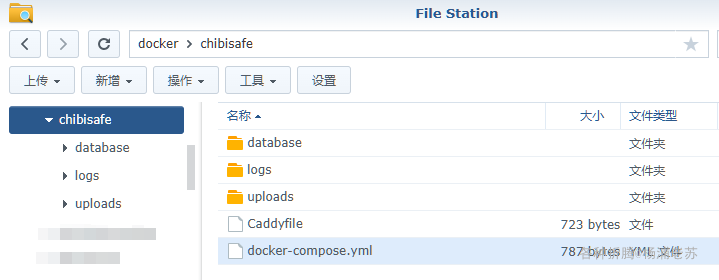 File Station
docker > chibisafe
上传 新增 操作 工具 设置
chibisafe
database
logs
uploads
名称 大小 文件类型
database 文件夹
logs 文件夹
uploads 文件夹
Caddyfile 723 bytes 文件
docker-compose.yml 787 bytes YML 文件